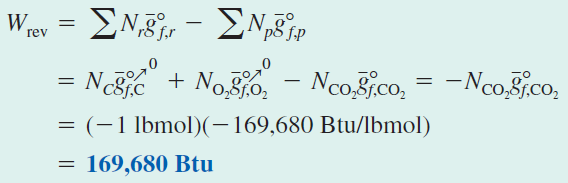 W_rev = ∑N_r ḡ°_f,r − ∑N_p ḡ°_f,p
= N_C ḡ°_f,C 0 + N_O₂ ḡ°_f,O₂ 0 − N_CO₂ ḡ°_f,CO₂ = −N_CO₂ ḡ°_f,CO₂
= (−1 lbmol)(−169,680 Btu/lbmol)
= 169,680 Btu